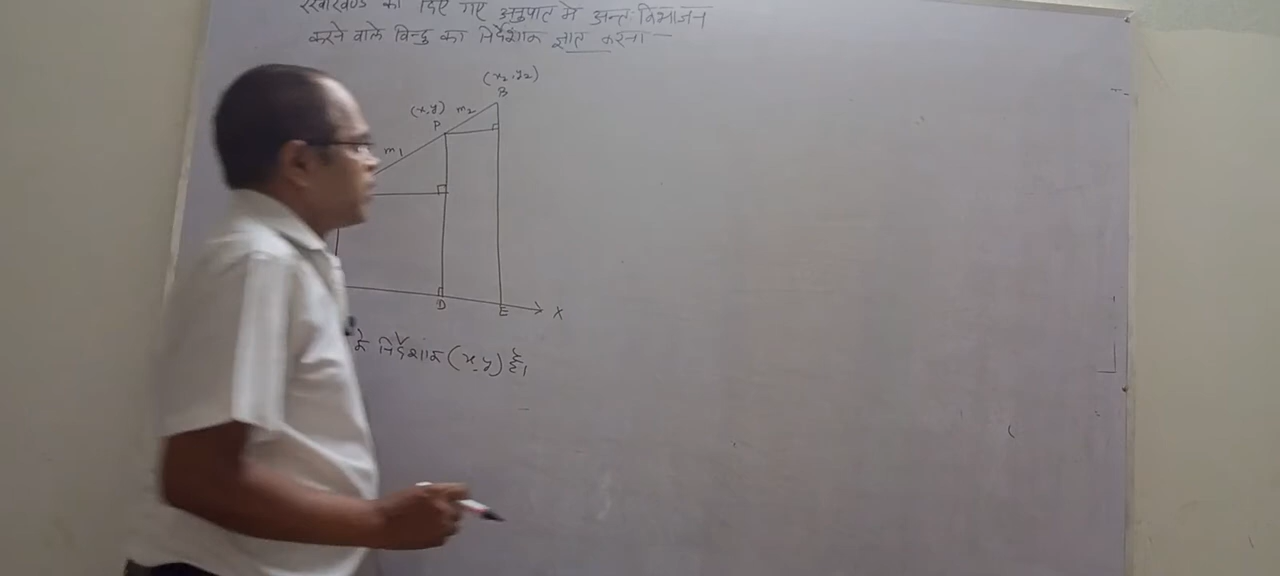 रेखाखण्ड को दिए गए अनुपात मे अन्तः विभाजन
करने वाले विन्दु का निर्देशांक ज्ञात करना —
(x₂, y₂)
B
(x, y) m₂
P
m₁
D
E
X
के निर्देशांक (x, y) है।